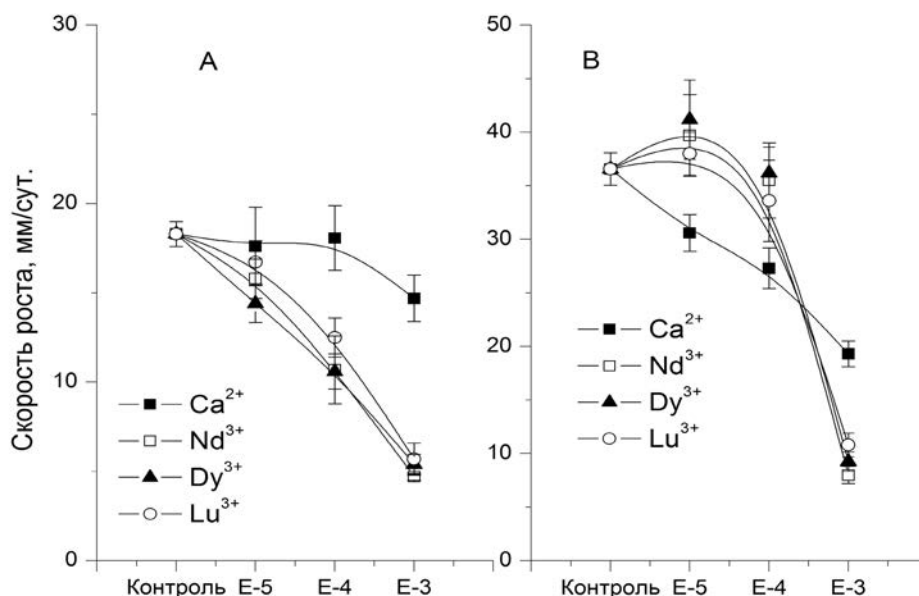 Скорость роста, мм/сут.
30
20
10
0
A
Ca²⁺
Nd³⁺
Dy³⁺
Lu³⁺
Контроль E-5 E-4 E-3
50
40
30
20
10
0
B
Ca²⁺
Nd³⁺
Dy³⁺
Lu³⁺
Контроль E-5 E-4 E-3